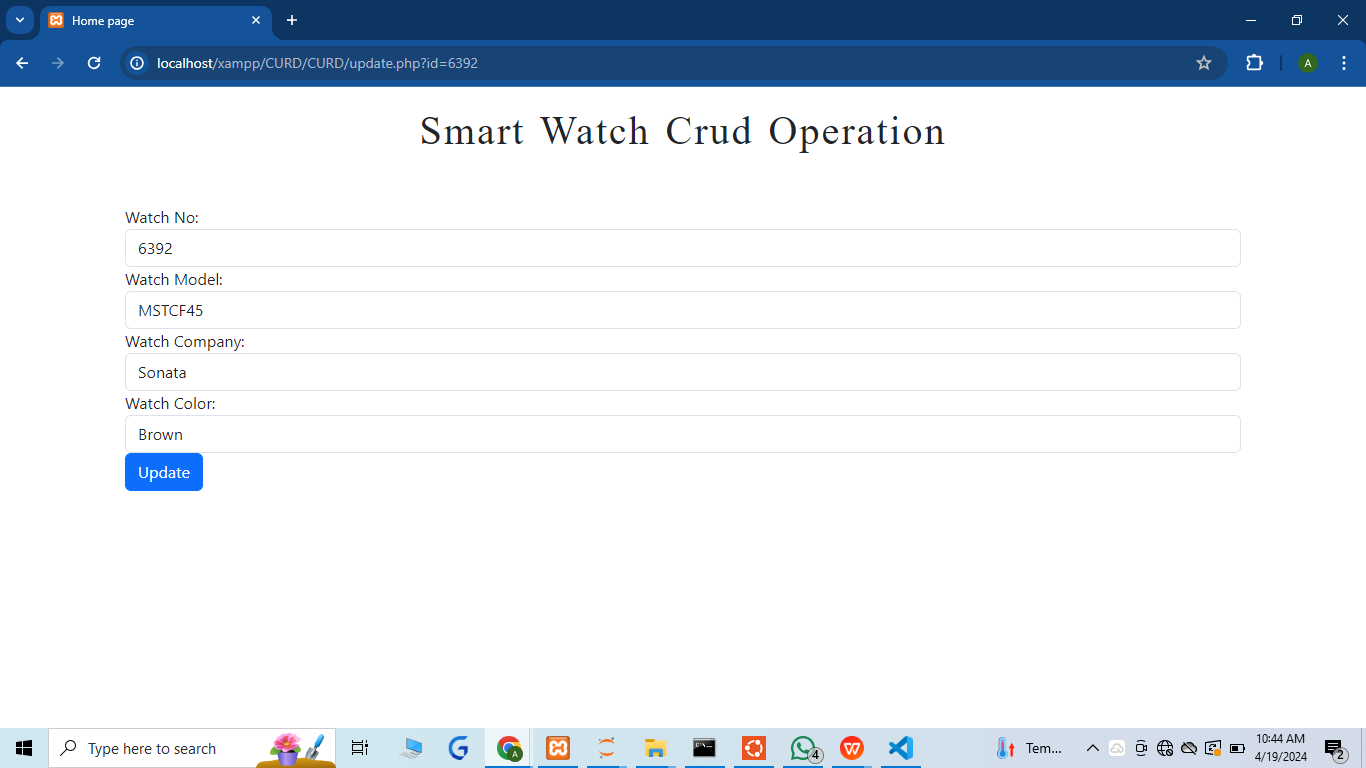 Home page
localhost/xampp/CURD/CURD/update.php?id=6392
A
Smart Watch Crud Operation
Watch No:
6392
Watch Model:
MSTCF45
Watch Company:
Sonata
Watch Color:
Brown
Update
Type here to search
A
4
Tem...
10:44 AM
4/19/2024
2